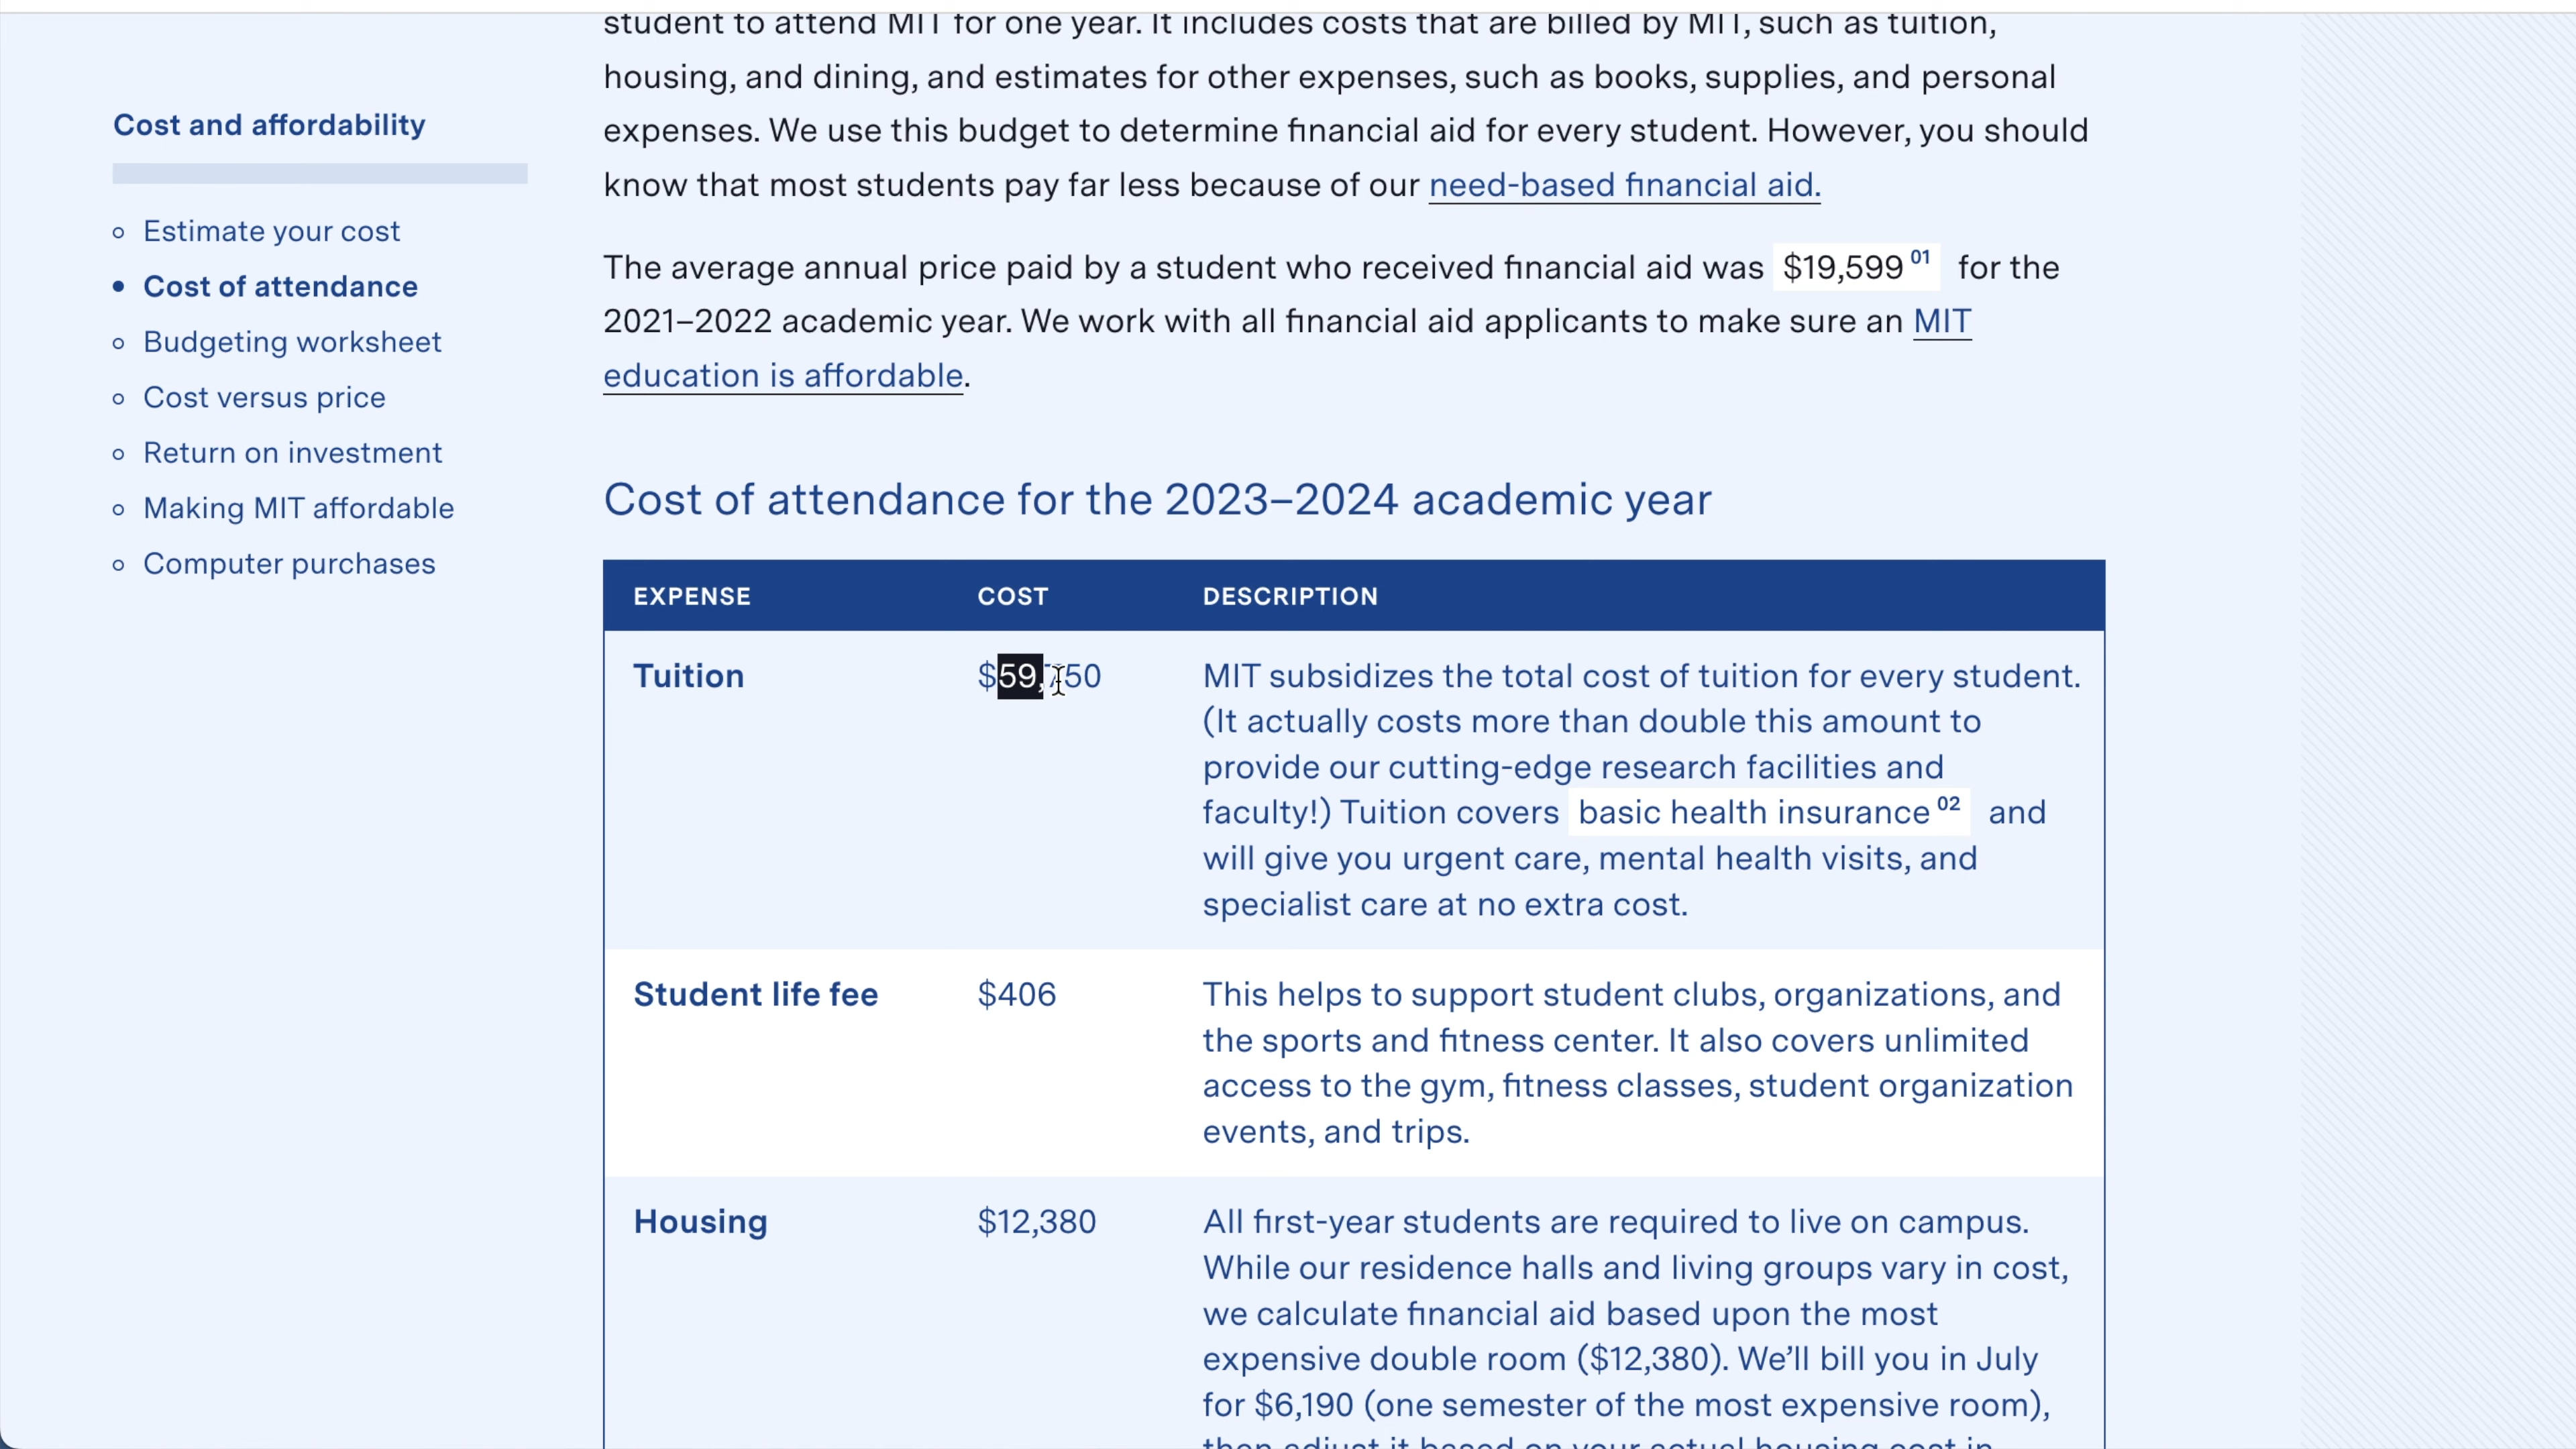 student to attend MIT for one year. It includes costs that are billed by MIT, such as tuition,
housing, and dining, and estimates for other expenses, such as books, supplies, and personal
expenses. We use this budget to determine financial aid for every student. However, you should
know that most students pay far less because of our need-based financial aid.
The average annual price paid by a student who received financial aid was $19,599 01 for the
2021–2022 academic year. We work with all financial aid applicants to make sure an MIT
education is affordable.
Cost and affordability
Estimate your cost
Cost of attendance
Budgeting worksheet
Cost versus price
Return on investment
Making MIT affordable
Computer purchases
Cost of attendance for the 2023–2024 academic year
EXPENSE COST DESCRIPTION
Tuition $59,750 MIT subsidizes the total cost of tuition for every student.
(It actually costs more than double this amount to
provide our cutting-edge research facilities and
faculty!) Tuition covers basic health insurance 02 and
will give you urgent care, mental health visits, and
specialist care at no extra cost.
Student life fee $406 This helps to support student clubs, organizations, and
the sports and fitness center. It also covers unlimited
access to the gym, fitness classes, student organization
events, and trips.
Housing $12,380 All first-year students are required to live on campus.
While our residence halls and living groups vary in cost,
we calculate financial aid based upon the most
expensive double room ($12,380). We'll bill you in July
for $6,190 (one semester of the most expensive room),
then adjust it based on your actual housing cost in